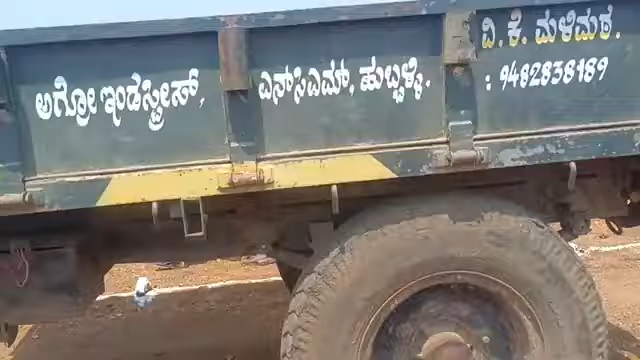 ಅಗ್ರೋ ಇಂಡಸ್ಟ್ರೀಸ್,
ಎನ್‌ಸಿಎಮ್, ಹುಬ್ಬಳ್ಳಿ.
ವಿ. ಕೆ. ಮಳಿಮಠ.
: 9482838189